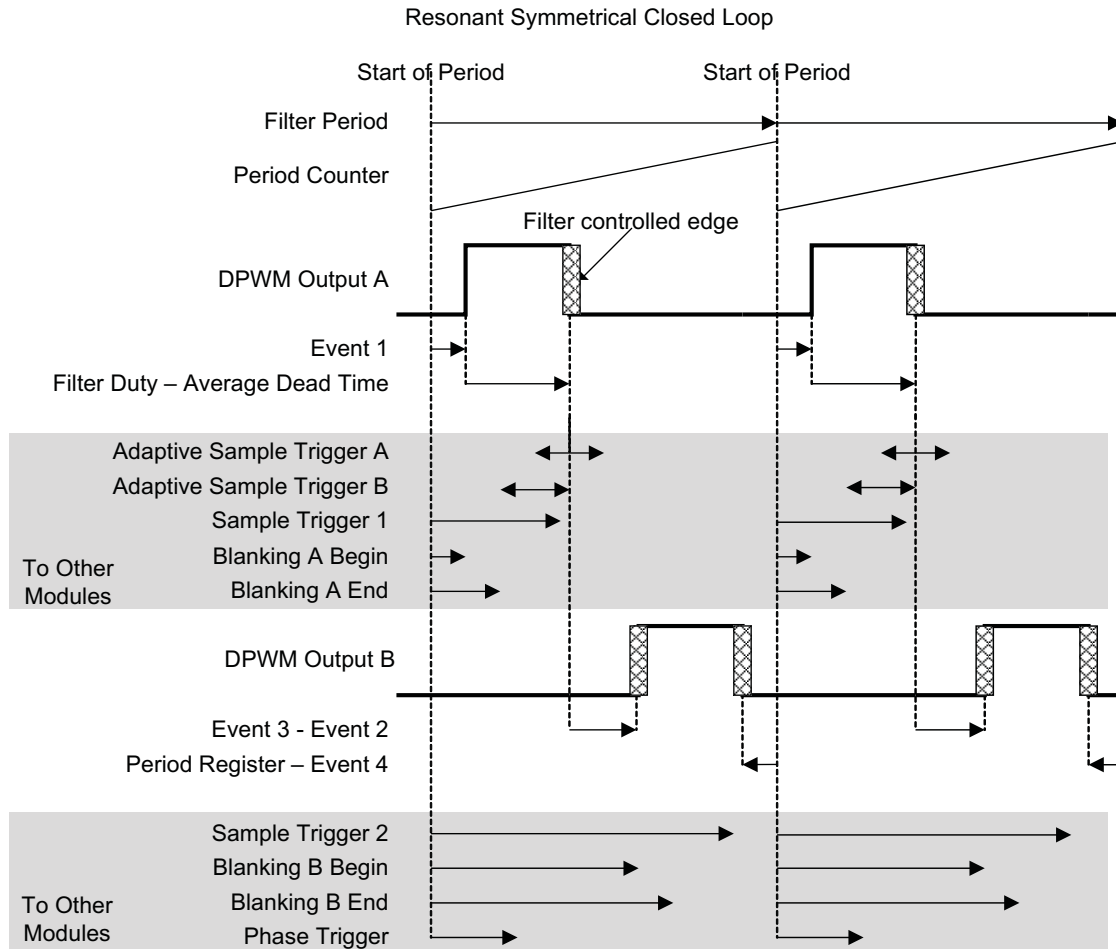 Resonant Symmetrical Closed Loop
Start of Period
Start of Period
Filter Period
Period Counter
Filter controlled edge
DPWM Output A
Event 1
Filter Duty – Average Dead Time
Adaptive Sample Trigger A
Adaptive Sample Trigger B
Sample Trigger 1
Blanking A Begin
Blanking A End
To Other
Modules
DPWM Output B
Event 3 - Event 2
Period Register – Event 4
Sample Trigger 2
Blanking B Begin
Blanking B End
Phase Trigger
To Other
Modules